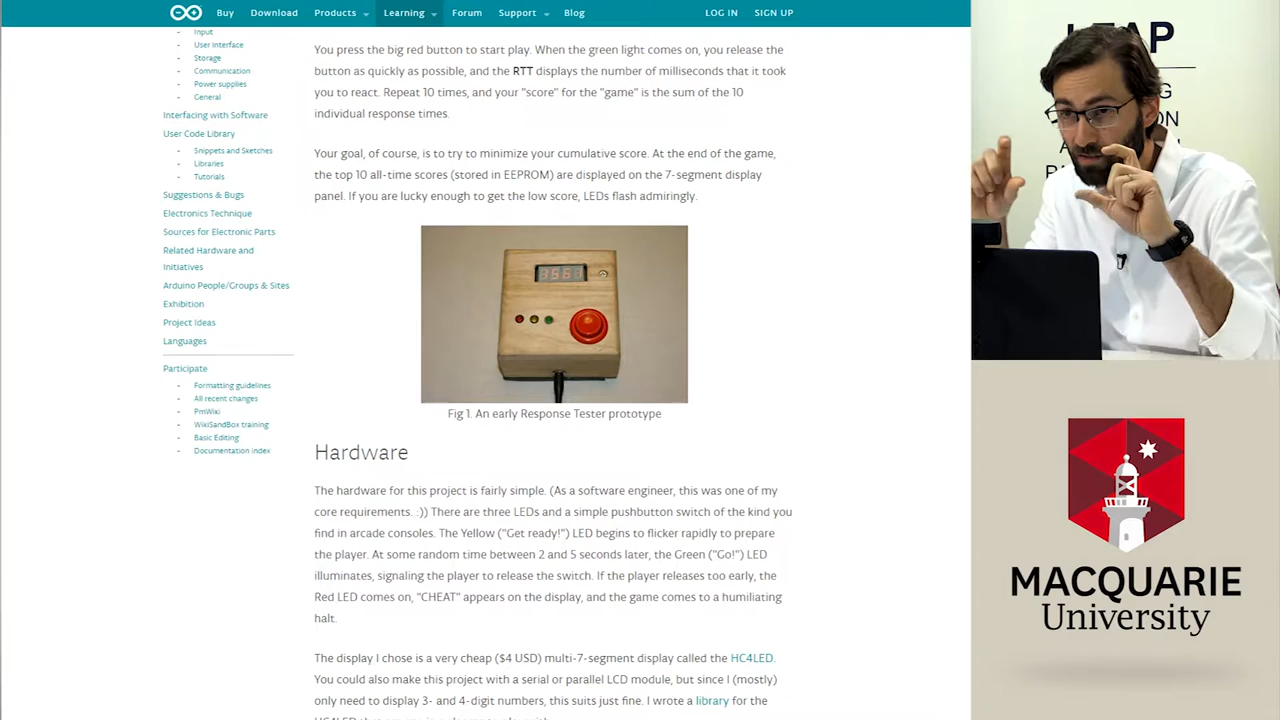 Buy Download Products Learning Forum Support Blog LOG IN SIGN UP
Input
User Interface
Storage
Communication
Power supplies
General
Interfacing with Software
User Code Library
Snippets and Sketches
Libraries
Tutorials
Suggestions & Bugs
Electronics Technique
Sources for Electronic Parts
Related Hardware and
Initiatives
Arduino People/Groups & Sites
Exhibition
Project Ideas
Languages
Participate
Formatting guidelines
All recent changes
PmWiki
WikiSandBox training
Basic Editing
Documentation index
You press the big red button to start play. When the green light comes on, you release the
button as quickly as possible, and the RTT displays the number of milliseconds that it took
you to react. Repeat 10 times, and your "score" for the "game" is the sum of the 10
individual response times.
Your goal, of course, is to try to minimize your cumulative score. At the end of the game,
the top 10 all-time scores (stored in EEPROM) are displayed on the 7-segment display
panel. If you are lucky enough to get the low score, LEDs flash admiringly.
Fig 1. An early Response Tester prototype
Hardware
The hardware for this project is fairly simple. (As a software engineer, this was one of my
core requirements. :)) There are three LEDs and a simple pushbutton switch of the kind you
find in arcade consoles. The Yellow ("Get ready!") LED begins to flicker rapidly to prepare
the player. At some random time between 2 and 5 seconds later, the Green ("Go!") LED
illuminates, signaling the player to release the switch. If the player releases too early, the
Red LED comes on, "CHEAT" appears on the display, and the game comes to a humiliating
halt.
The display I chose is a very cheap ($4 USD) multi-7-segment display called the HC4LED.
You could also make this project with a serial or parallel LCD module, but since I (mostly)
only need to display 3- and 4-digit numbers, this suits just fine. I wrote a library for the
MACQUARIE
University